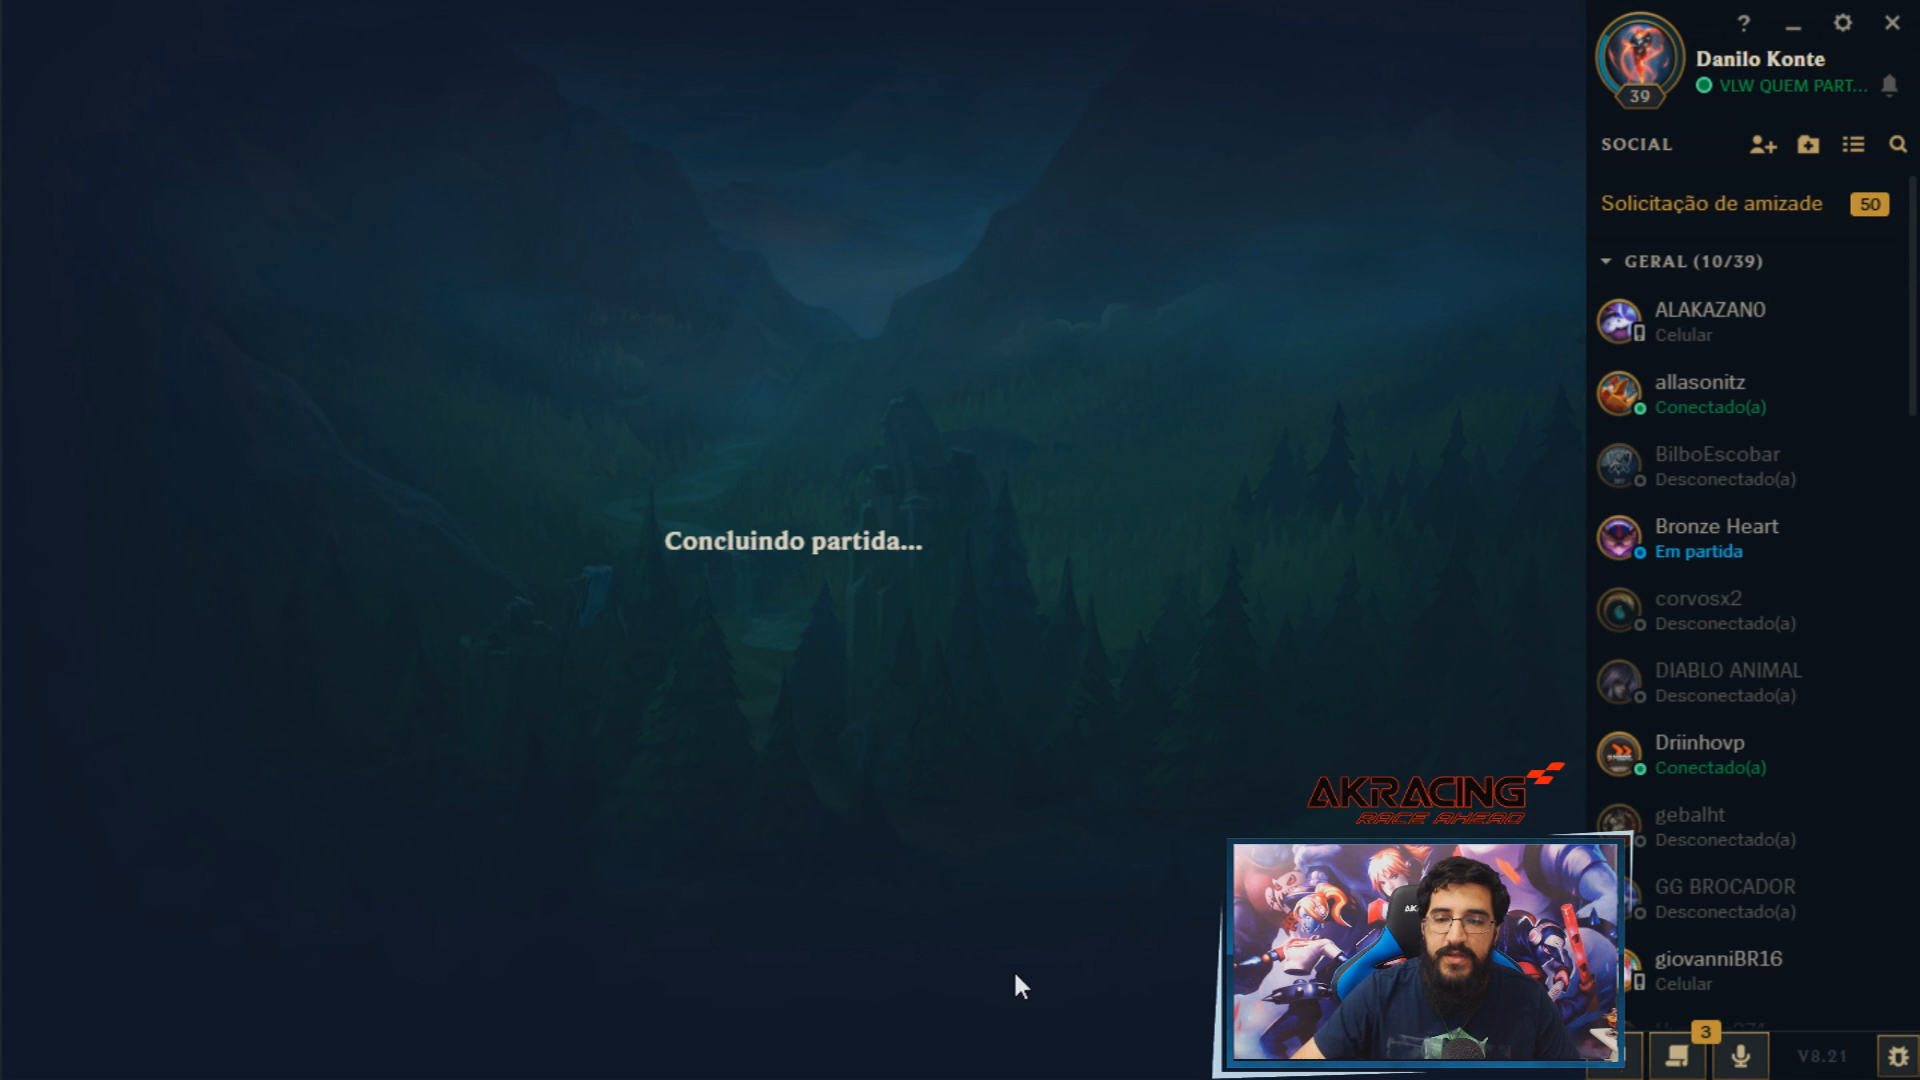 Danilo Konte
39
VLW QUEM PART...
SOCIAL
Solicitação de amizade 50
GERAL (10/39)
ALAKAZAN0
Celular
allasonitz
Conectado(a)
BilboEscobar
Desconectado(a)
Bronze Heart
Em partida
corvosx2
Desconectado(a)
DIABLO ANIMAL
Desconectado(a)
Driinhovp
Conectado(a)
gebalht
Desconectado(a)
GG BROCADOR
Desconectado(a)
giovanniBR16
Celular
3
V8.21
Concluindo partida...
AKRACING
RACE AHEAD